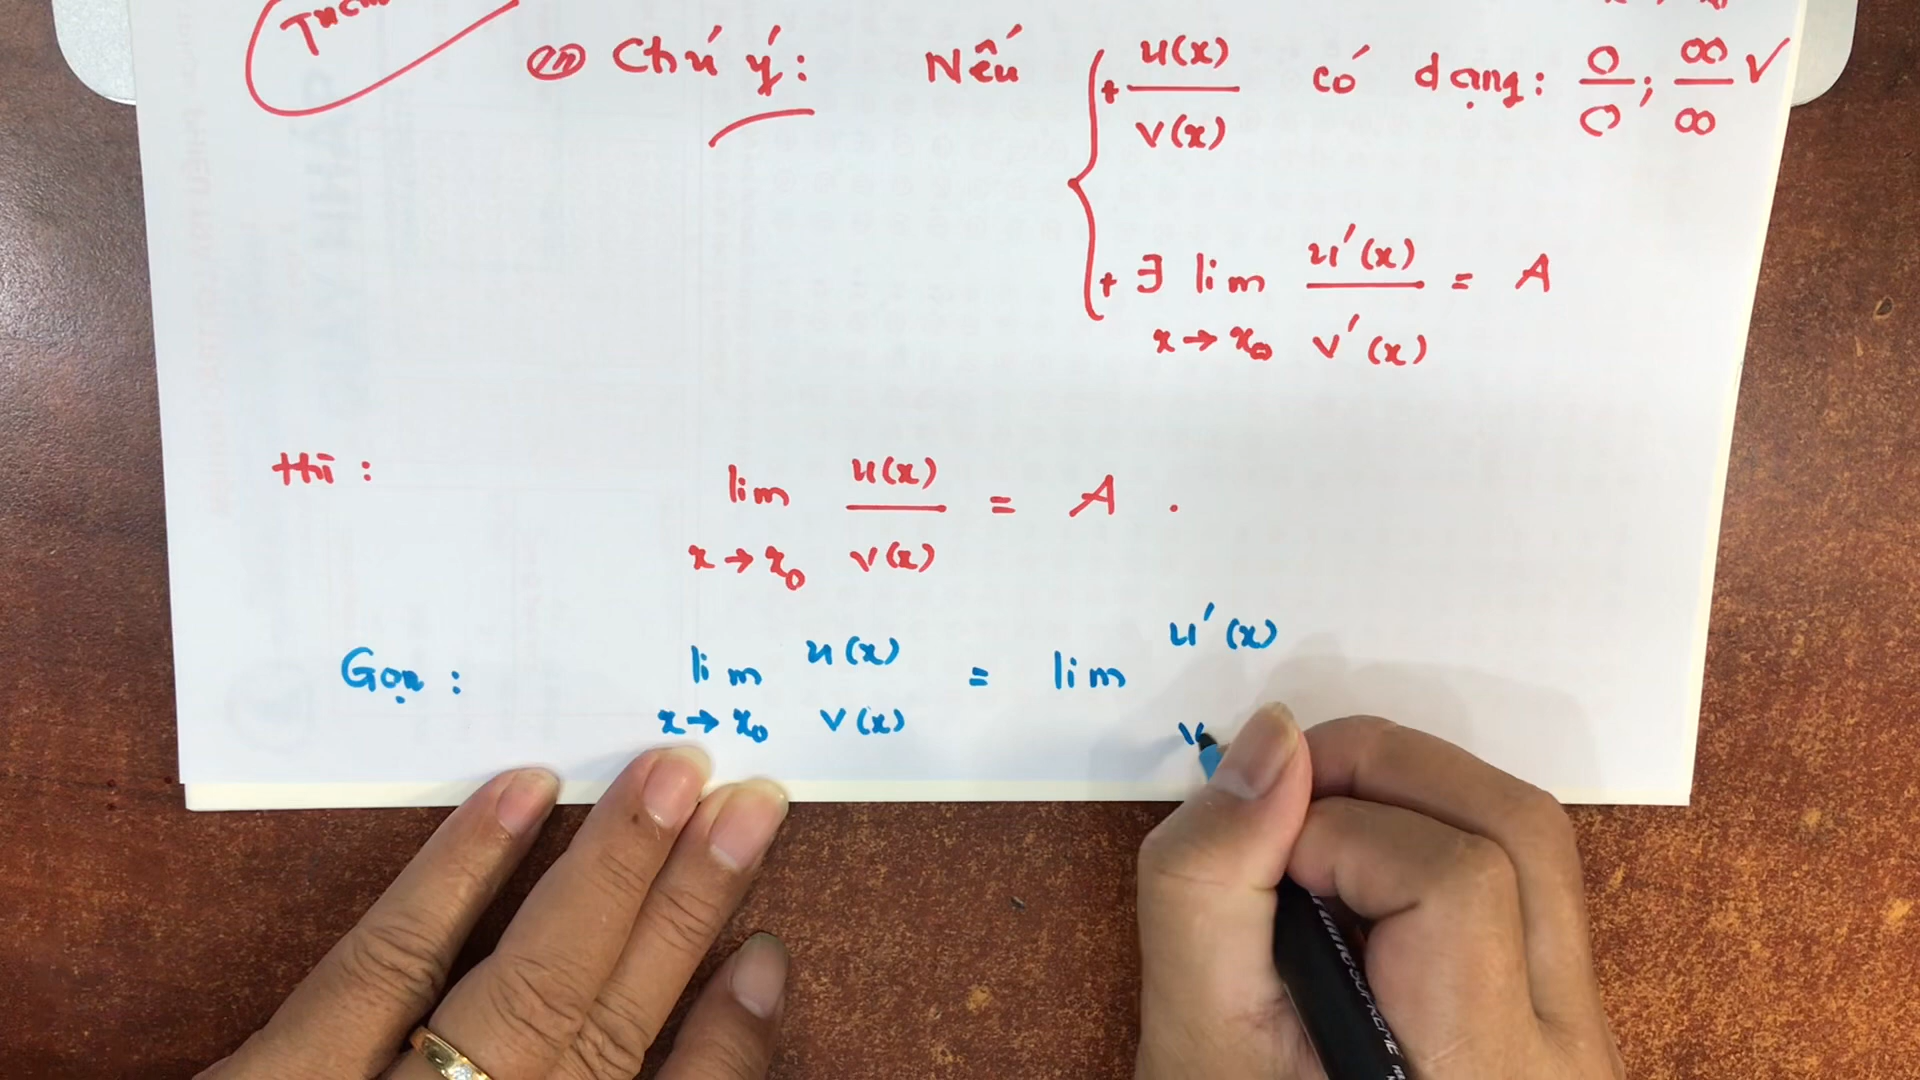 Chú ý: Nếu { + u(x)/v(x) có dạng: 0/0; ∞/∞ ✓
+ ∃ lim x→x₀ u'(x)/v'(x) = A
thì: lim x→x₀ u(x)/v(x) = A.
Gọn: lim x→x₀ u(x) v(x) = lim u'(x) v